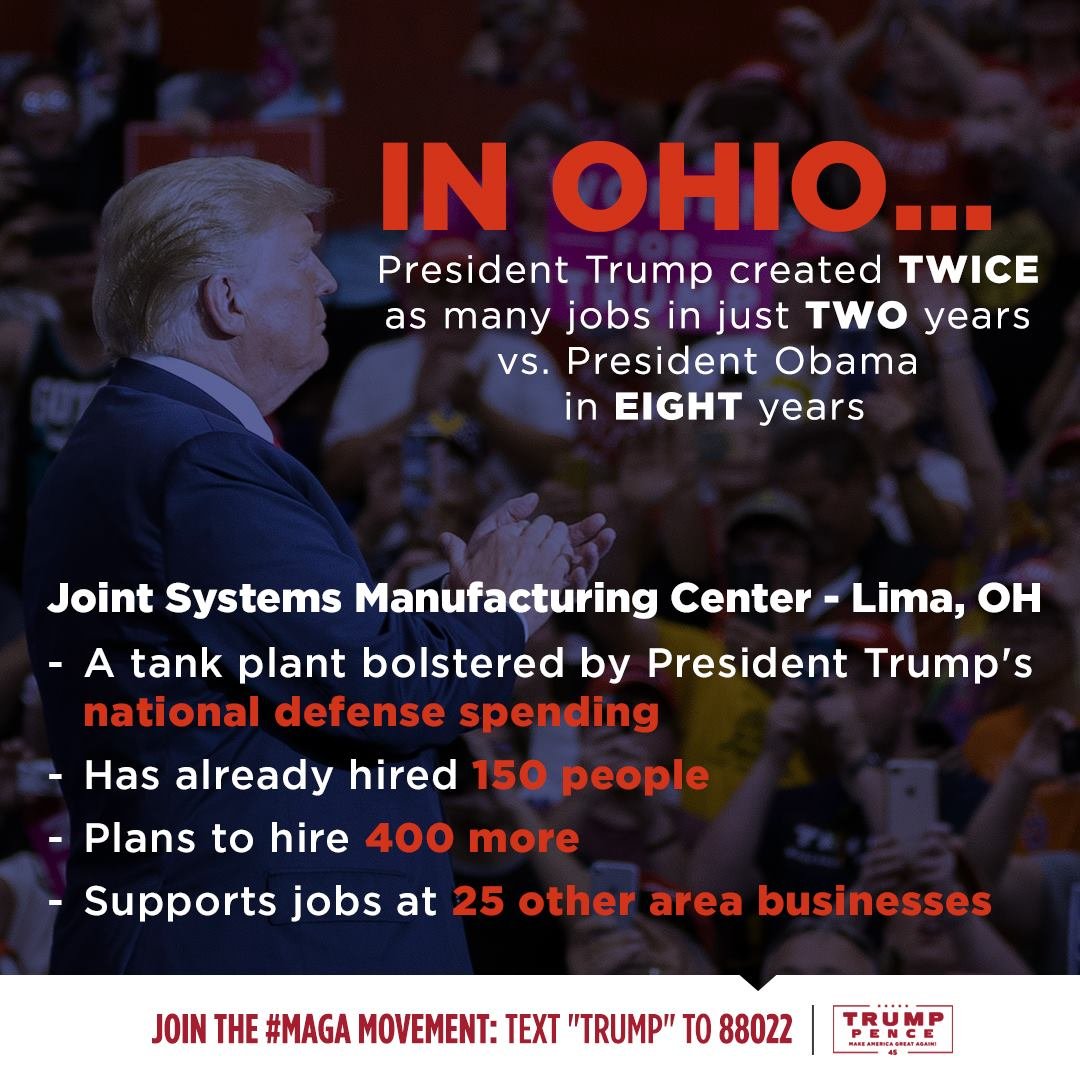 IN OHIO...
President Trump created TWICE
as many jobs in just TWO years
vs. President Obama
in EIGHT years
Joint Systems Manufacturing Center - Lima, OH
- A tank plant bolstered by President Trump's
national defense spending
- Has already hired 150 people
- Plans to hire 400 more
- Supports jobs at 25 other area businesses
JOIN THE #MAGA MOVEMENT: TEXT "TRUMP" TO 88022
TRUMP
PENCE
MAKE AMERICA GREAT AGAIN!
45